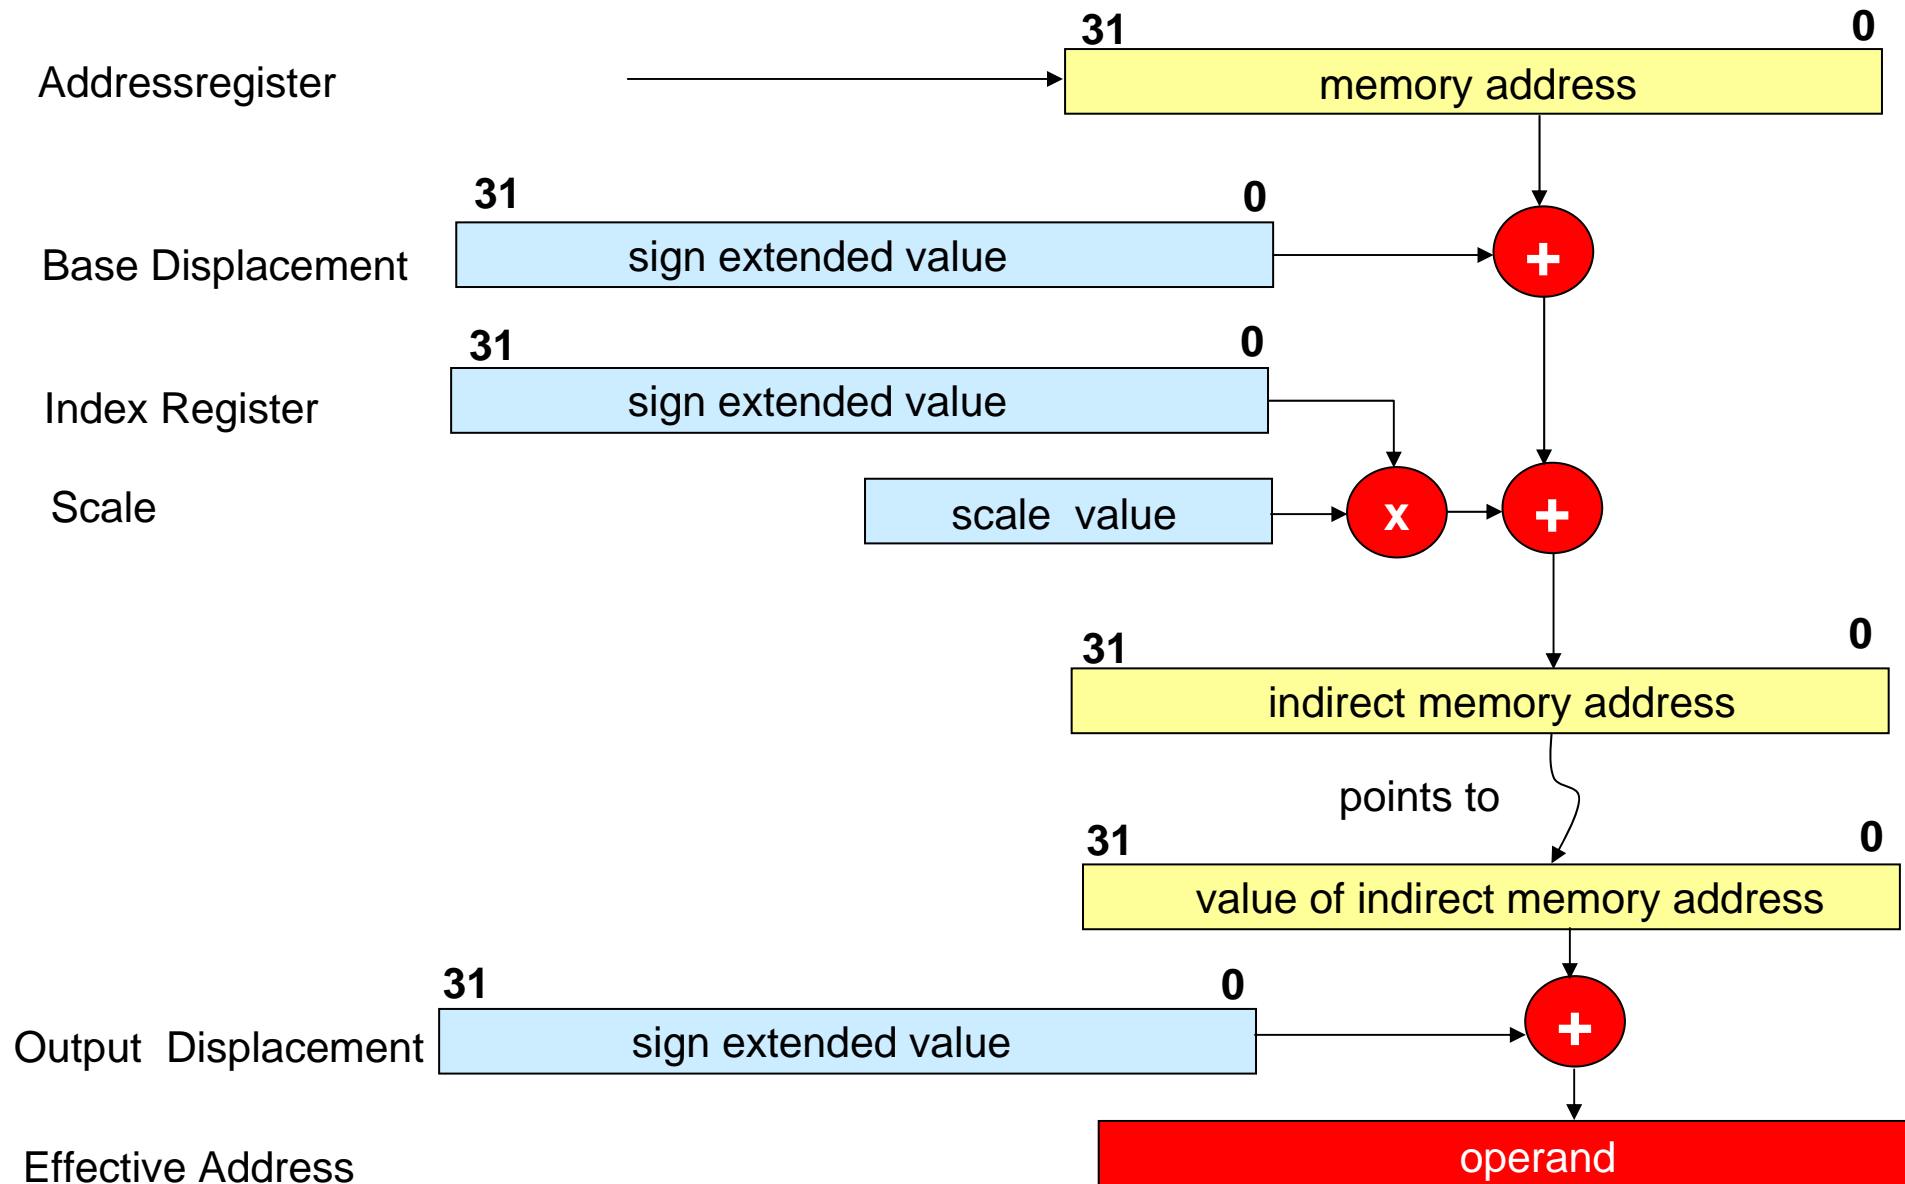 31 0
Addressregister memory address
31 0
Base Displacement sign extended value +
31 0
Index Register sign extended value
Scale scale value x +
31 0
indirect memory address
points to
31 0
value of indirect memory address
31 0
Output Displacement sign extended value +
Effective Address operand